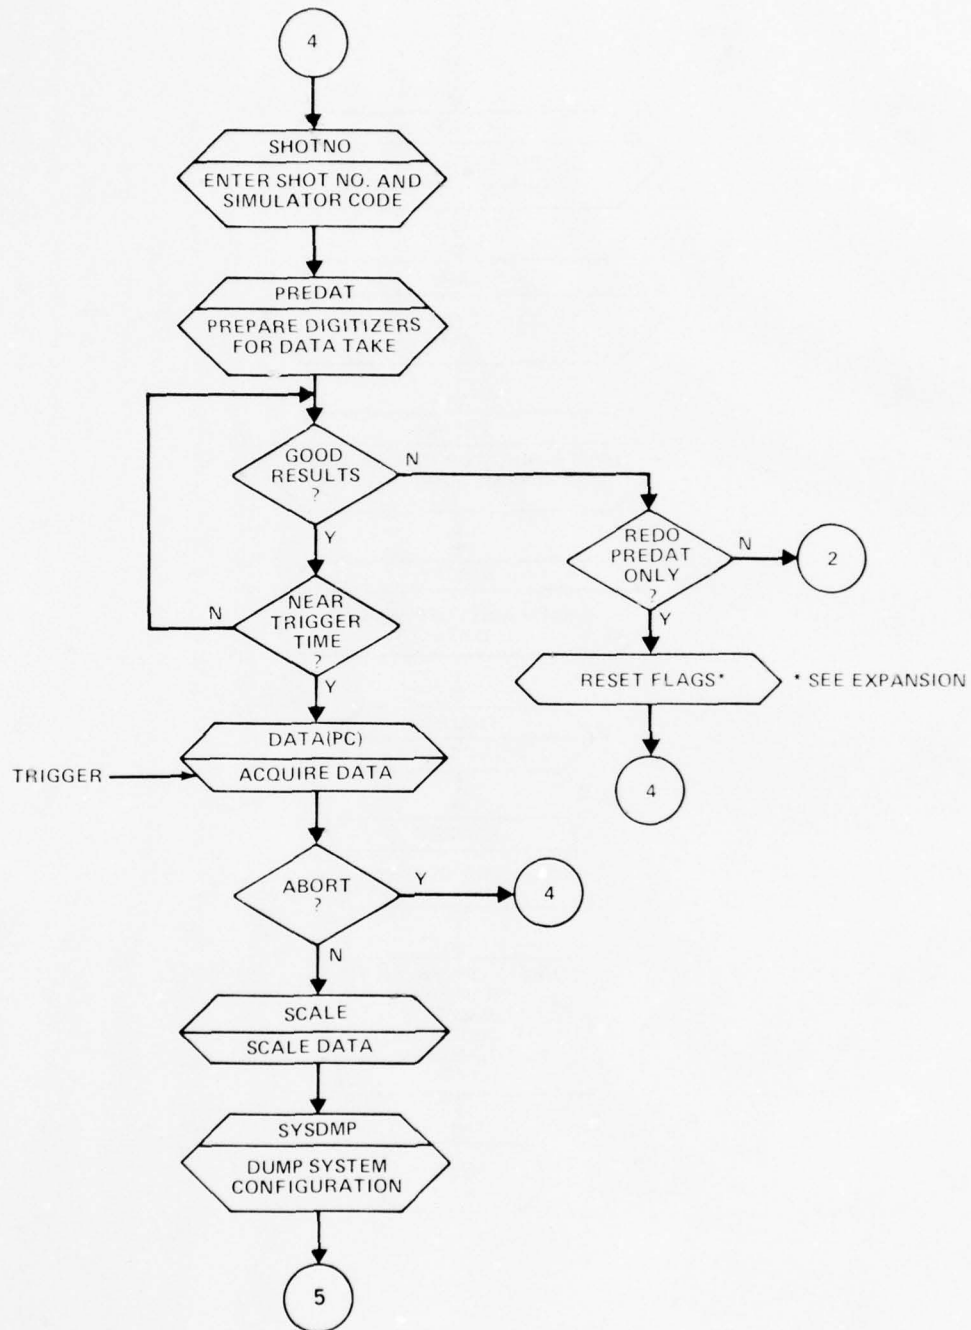 4
SHOTNO
ENTER SHOT NO. AND
SIMULATOR CODE
PREDAT
PREPARE DIGITIZERS
FOR DATA TAKE
GOOD
RESULTS
?
N
Y
REDO
PREDAT
ONLY
?
N
2
Y
NEAR
TRIGGER
TIME
?
N
Y
RESET FLAGS*
* SEE EXPANSION
4
DATA(PC)
ACQUIRE DATA
TRIGGER
ABORT
?
Y
4
N
SCALE
SCALE DATA
SYSDMP
DUMP SYSTEM
CONFIGURATION
5